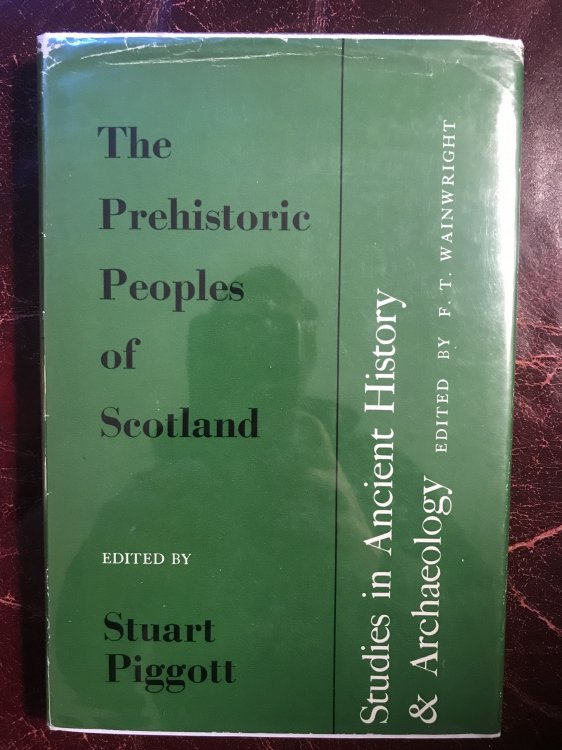 The
Prehistoric
Peoples
of
Scotland
EDITED BY
Stuart
Piggott
Studies in Ancient History
& Archaeology EDITED BY F. T. WAINWRIGHT